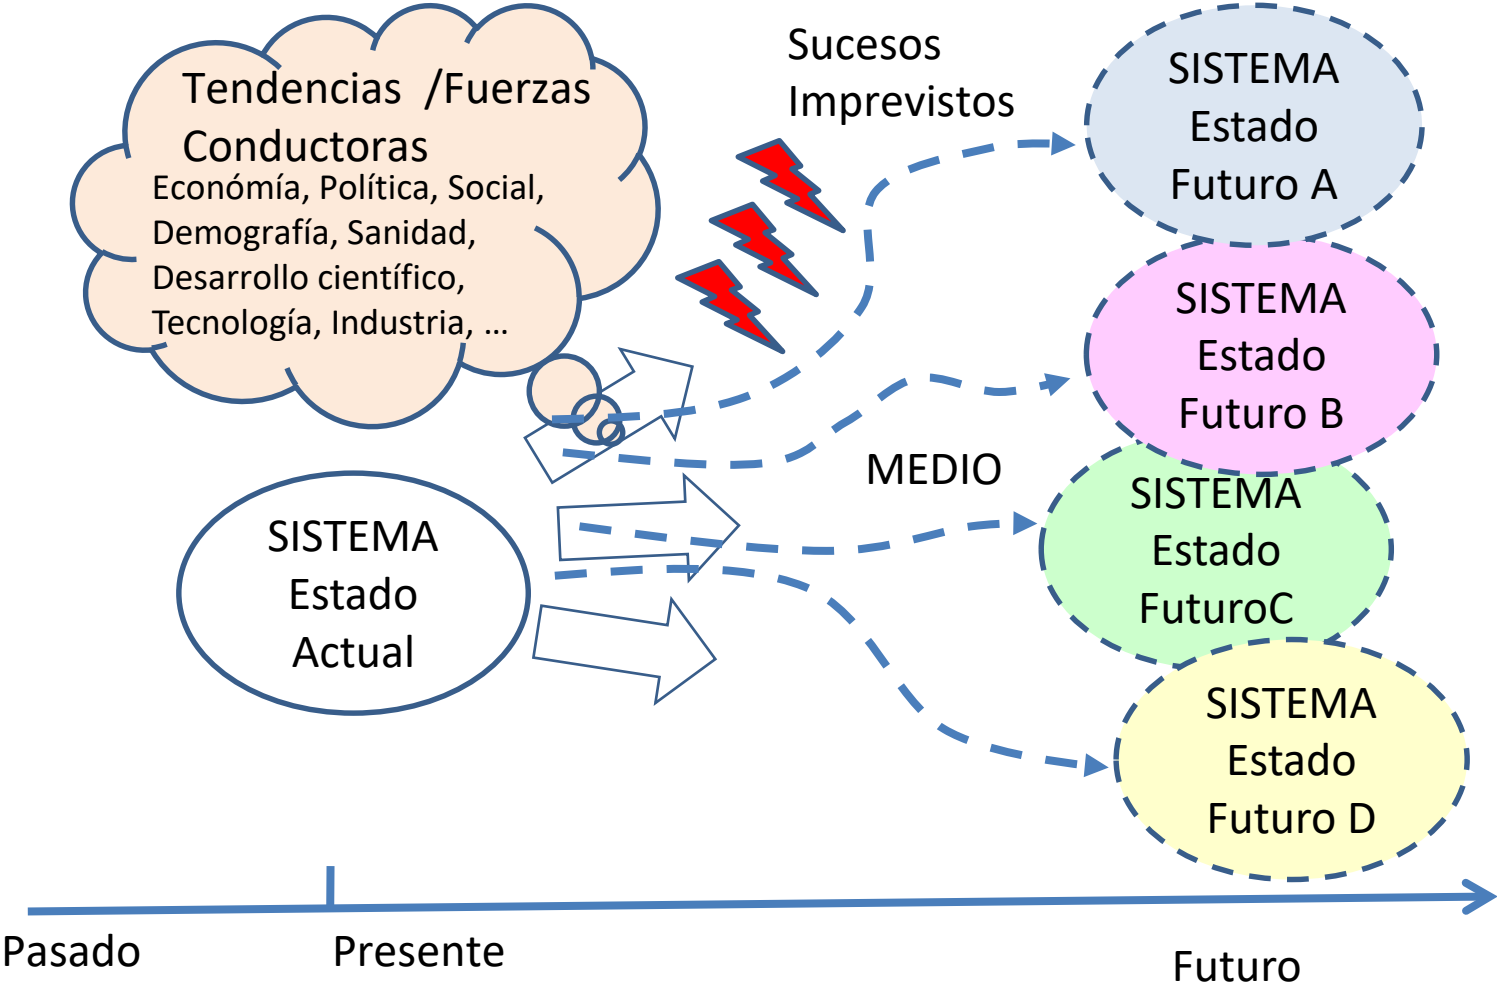 Tendencias /Fuerzas
Conductoras
Económía, Política, Social,
Demografía, Sanidad,
Desarrollo científico,
Tecnología, Industria, ...
Sucesos
Imprevistos
SISTEMA
Estado
Futuro A
SISTEMA
Estado
Futuro B
MEDIO
SISTEMA
Estado
FuturoC
SISTEMA
Estado
Actual
SISTEMA
Estado
Futuro D
Pasado
Presente
Futuro